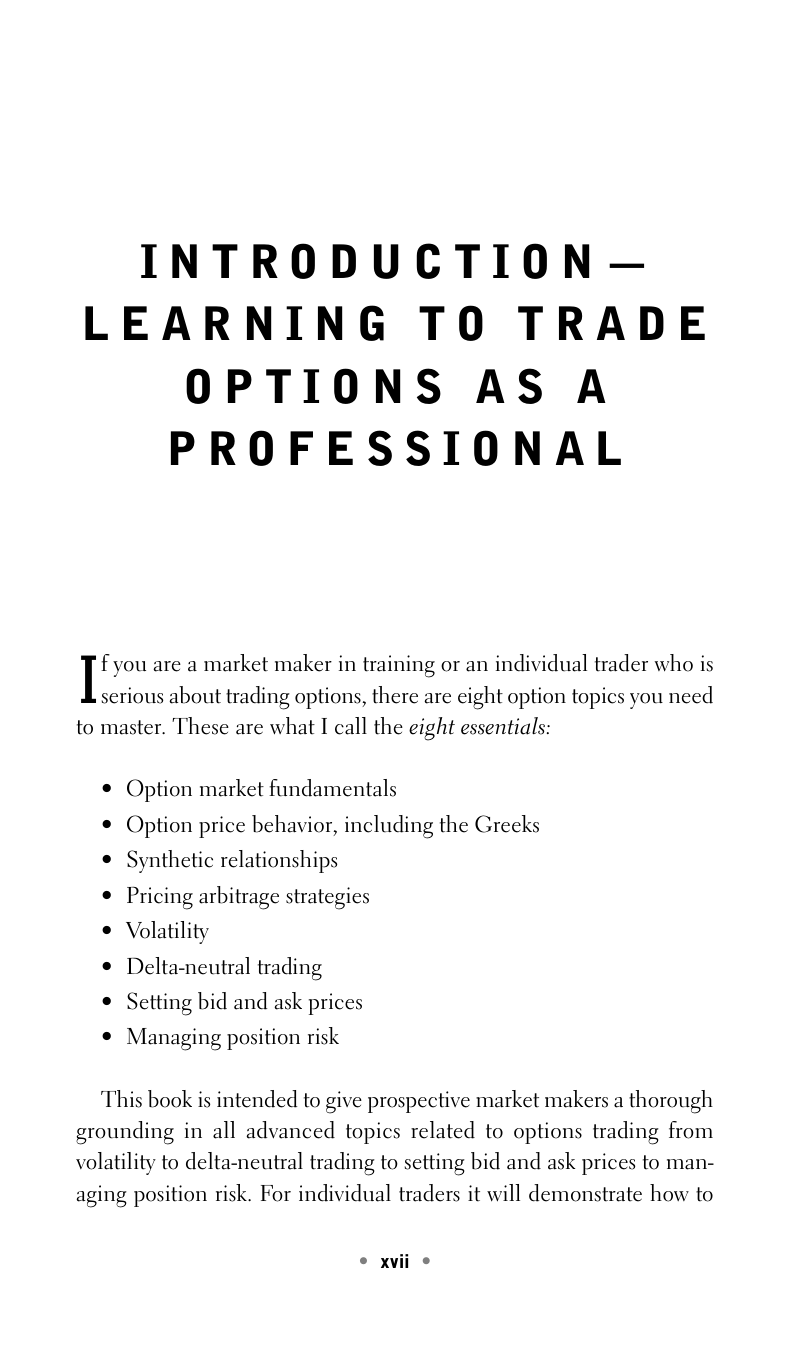 INTRODUCTION—
LEARNING TO TRADE
OPTIONS AS A
PROFESSIONAL
If you are a market maker in training or an individual trader who is
serious about trading options, there are eight option topics you need
to master. These are what I call the eight essentials:
• Option market fundamentals
• Option price behavior, including the Greeks
• Synthetic relationships
• Pricing arbitrage strategies
• Volatility
• Delta-neutral trading
• Setting bid and ask prices
• Managing position risk
This book is intended to give prospective market makers a thorough
grounding in all advanced topics related to options trading from
volatility to delta-neutral trading to setting bid and ask prices to man-
aging position risk. For individual traders it will demonstrate how to
• xvii •